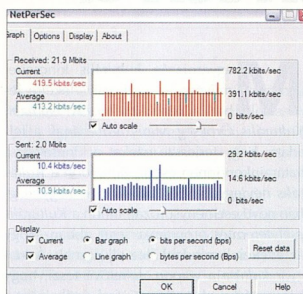 NetPerSec
Graph Options Display About
Received: 21.9 Mbits
Current
419.5 kbits/sec
Average
413.2 kbits/sec
782.2 kbits/sec
391.1 kbits/sec
0 bits/sec
Auto scale
Sent: 2.0 Mbits
Current
10.4 kbits/sec
Average
10.9 kbits/sec
29.2 kbits/sec
14.6 kbits/sec
0 bits/sec
Auto scale
Display
Current Bar graph bits per second (bps)
Average Line graph bytes per second (Bps)
Reset data
OK Cancel Help